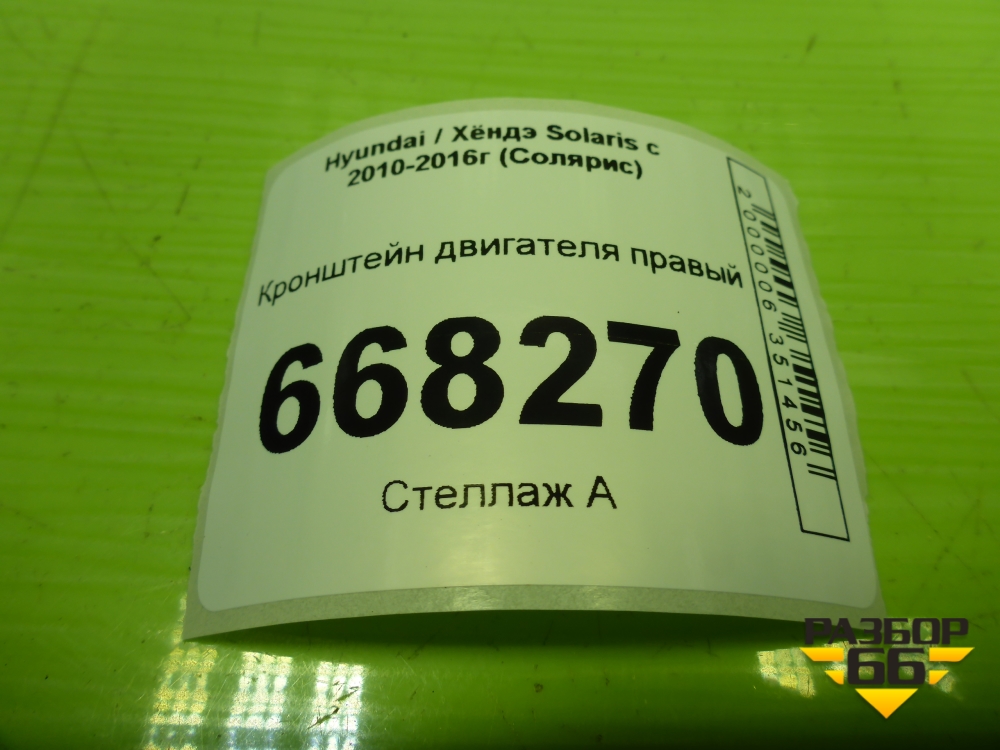 Hyundai / Хёндэ Solaris с
2010-2016г (Солярис)
Кронштейн двигателя правый
668270
Стеллаж А
2000006351456
РАЗБОР
66